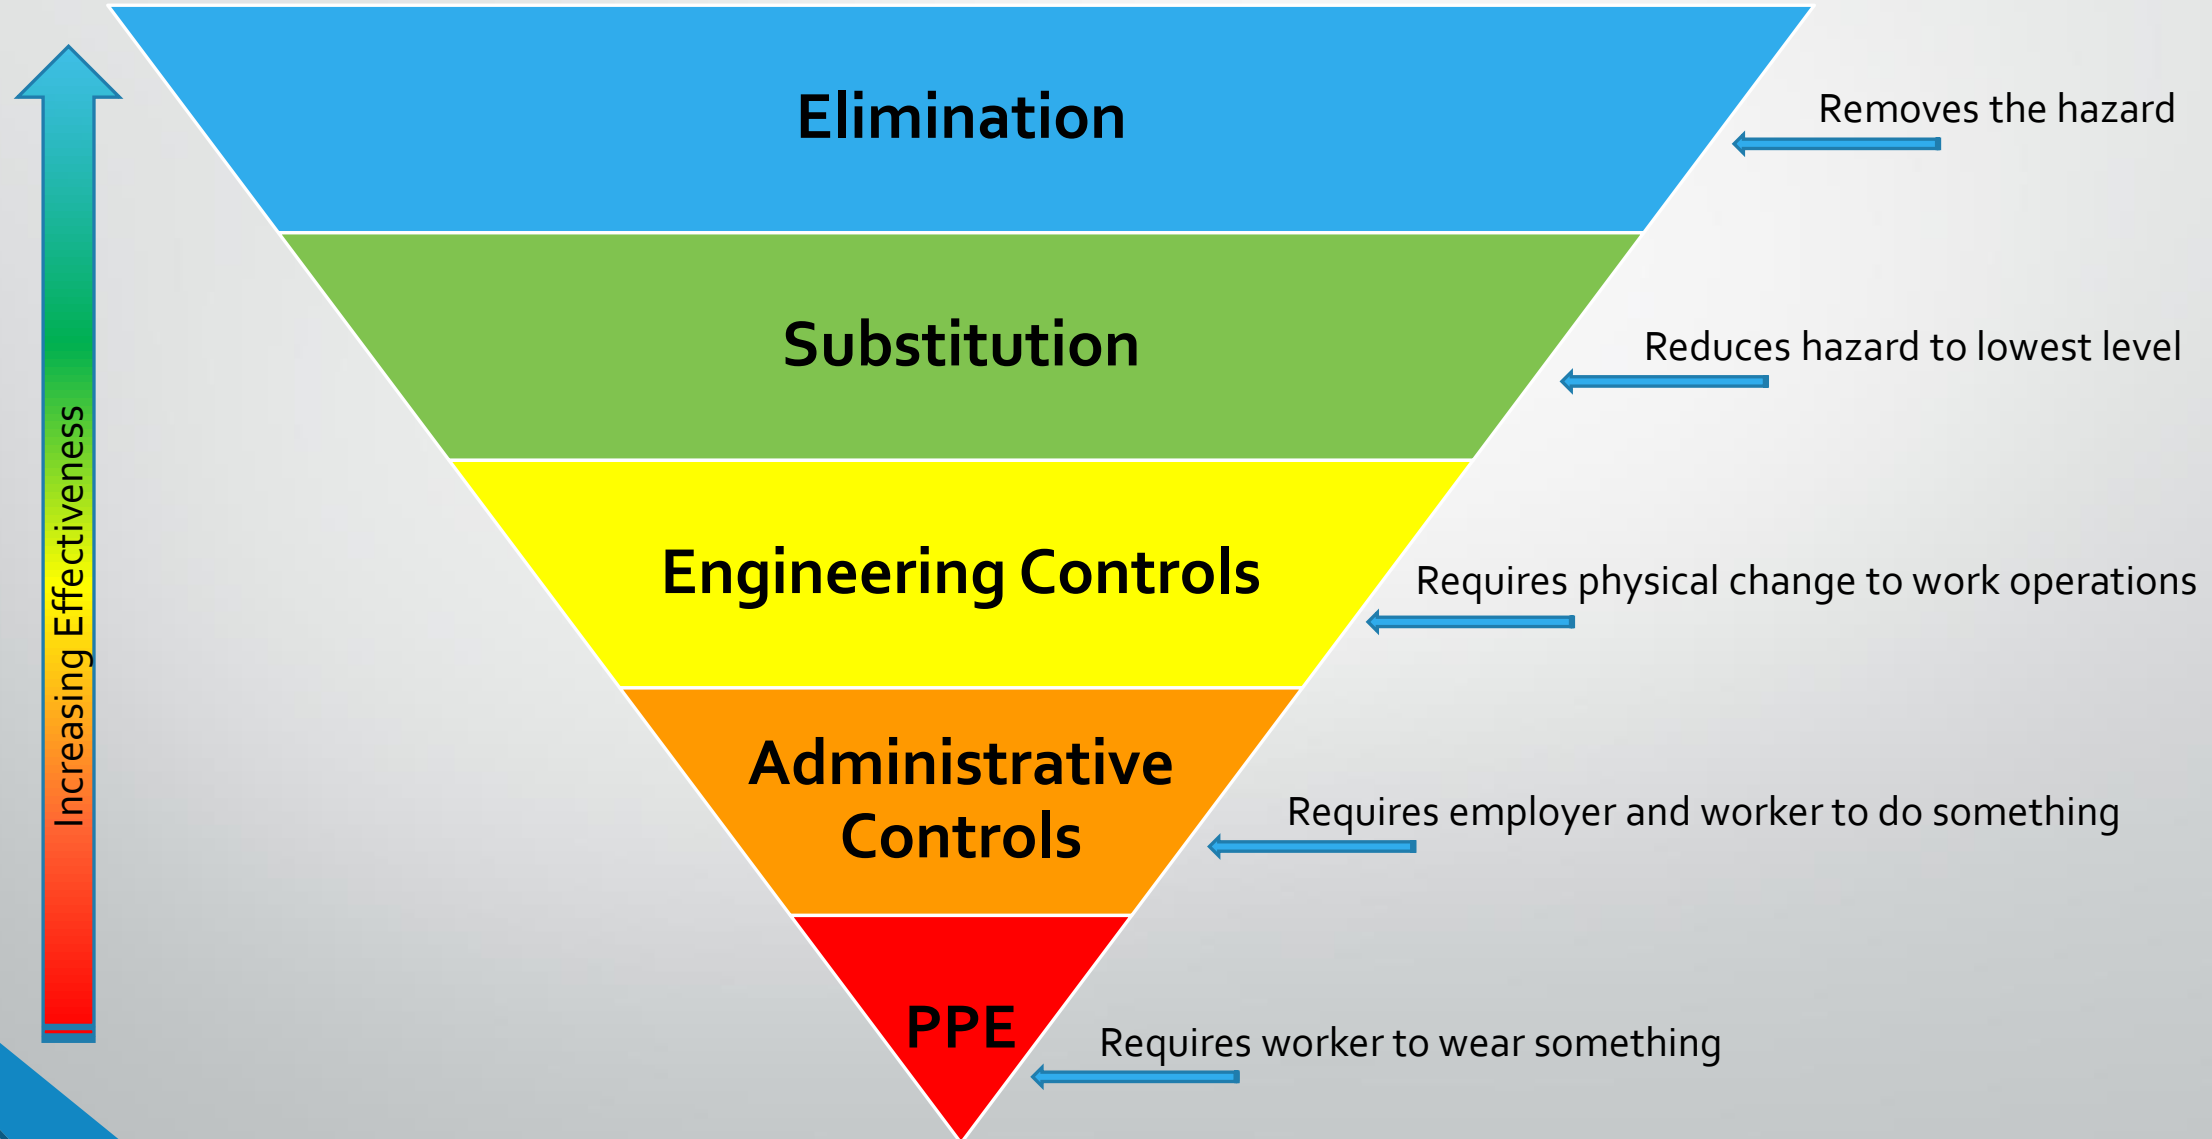 Elimination
Removes the hazard
Substitution
Reduces hazard to lowest level
Engineering Controls
Requires physical change to work operations
Administrative
Controls
Requires employer and worker to do something
PPE
Requires worker to wear something
Increasing Effectiveness